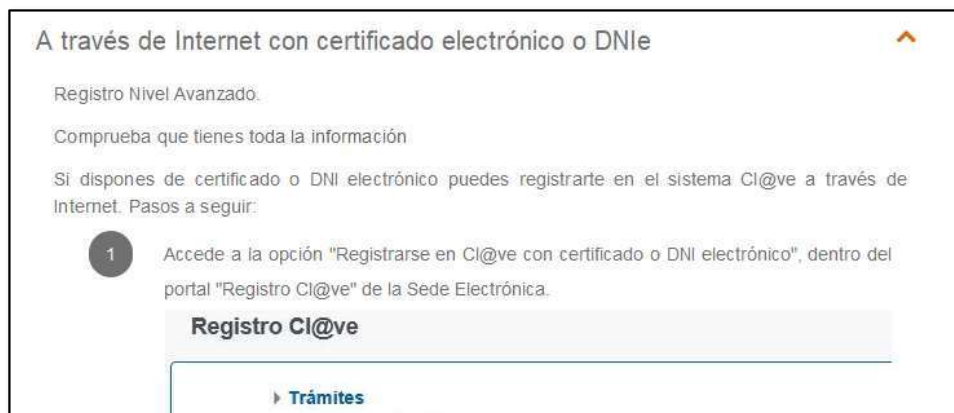 A través de Internet con certificado electrónico o DNIe
Registro Nivel Avanzado.
Comprueba que tienes toda la información
Si dispones de certificado o DNI electrónico puedes registrarte en el sistema Cl@ve a través de
Internet. Pasos a seguir:
1 Accede a la opción "Registrarse en Cl@ve con certificado o DNI electrónico", dentro del
portal "Registro Cl@ve" de la Sede Electrónica.
Registro Cl@ve
Trámites